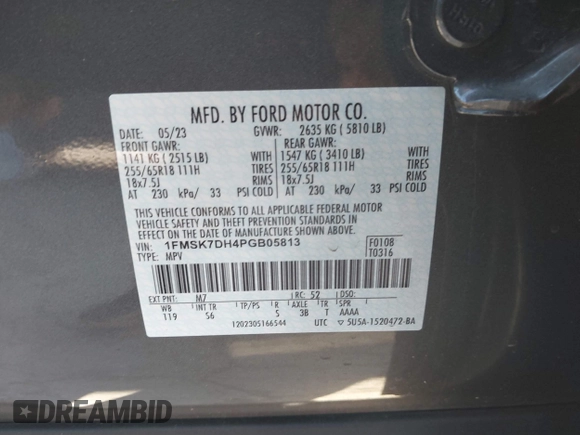 MFD. BY FORD MOTOR CO.
DATE: 05/23 GVWR: 2635 KG ( 5810 LB)
FRONT GAWR: REAR GAWR:
1141 KG ( 2515 LB) WITH 1547 KG ( 3410 LB) WITH
255/65R18 111H TIRES 255/65R18 111H TIRES
18x7.5J RIMS 18x7.5J RIMS
AT 230 kPa/ 33 PSI COLD AT 230 kPa/ 33 PSI COLD
THIS VEHICLE CONFORMS TO ALL APPLICABLE FEDERAL MOTOR
VEHICLE SAFETY AND THEFT PREVENTION STANDARDS IN
EFFECT ON THE DATE OF MANUFACTURE SHOWN ABOVE.
VIN: 1FMSK7DH4PGB05813 F0108
TYPE: MPV T0316
EXT PNT: M7 RC: 52 DSO:
WB INT TR TP/PS R AXLE TR
119 S6 S 3B T AAAA
1202305166544 UTC ▽ 5U5A-1520472-BA
DREAMBID